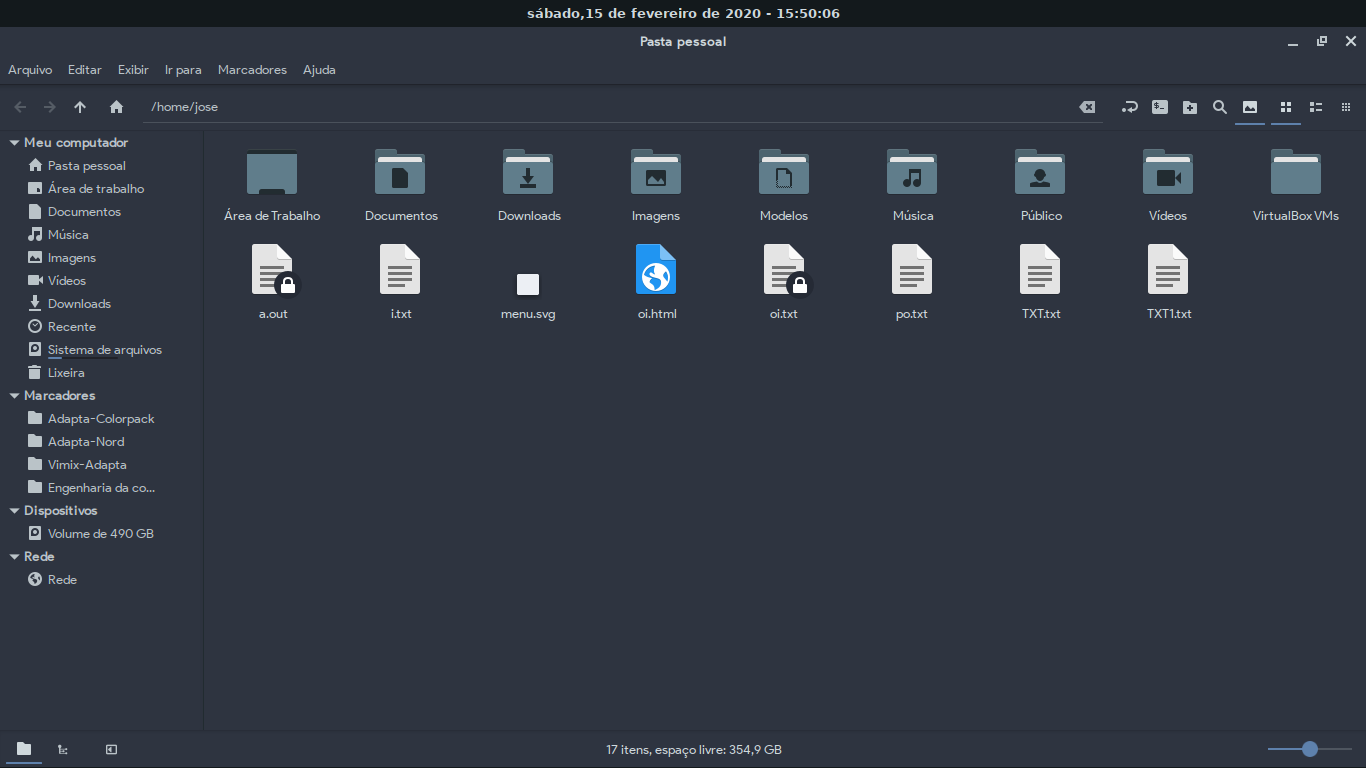 sábado,15 de fevereiro de 2020 - 15:50:06
Pasta pessoal
Arquivo Editar Exibir Ir para Marcadores Ajuda
/home/jose
Meu computador
Pasta pessoal
Área de trabalho
Documentos
Música
Imagens
Vídeos
Downloads
Recente
Sistema de arquivos
Lixeira
Marcadores
Adapta-Colorpack
Adapta-Nord
Vimix-Adapta
Engenharia da co...
Dispositivos
Volume de 490 GB
Rede
Rede
Área de Trabalho Documentos Downloads Imagens Modelos Música Público Vídeos VirtualBox VMs
a.out i.txt menu.svg oi.html oi.txt po.txt TXT.txt TXT1.txt
17 itens, espaço livre: 354,9 GB